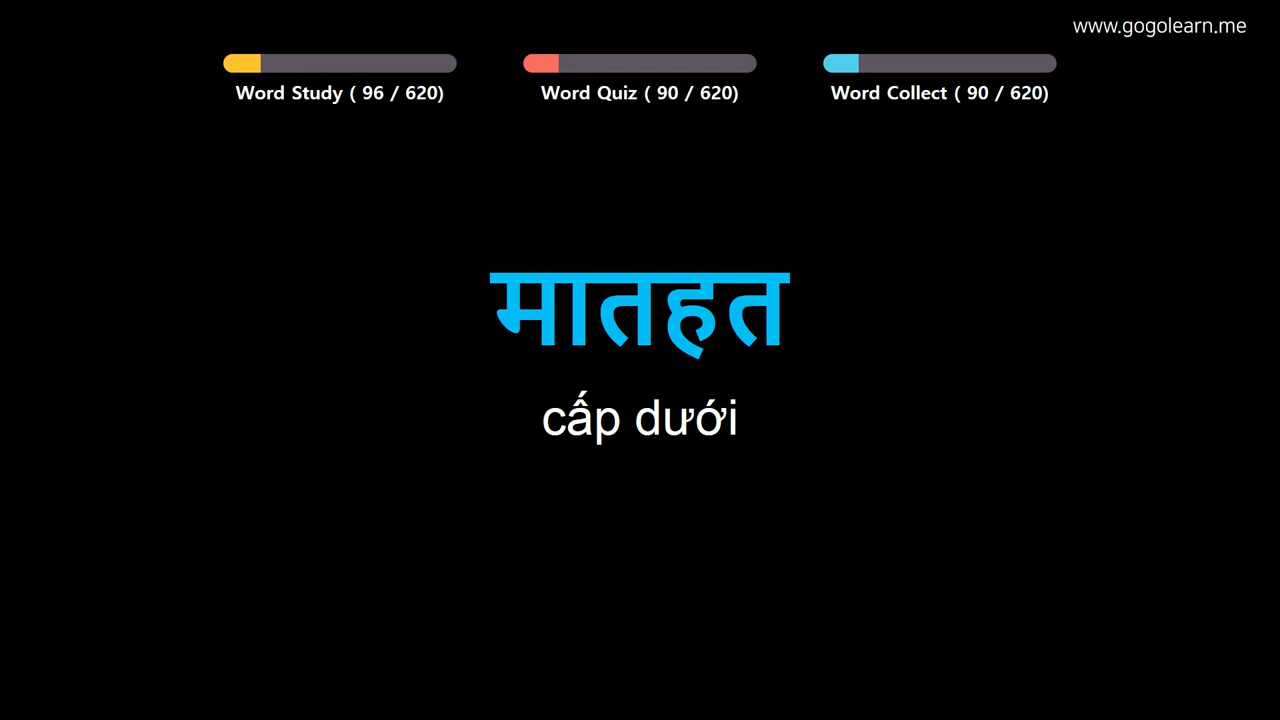 www.gogolearn.me
Word Study ( 96 / 620)
Word Quiz ( 90 / 620)
Word Collect ( 90 / 620)
मातहत
cấp dưới